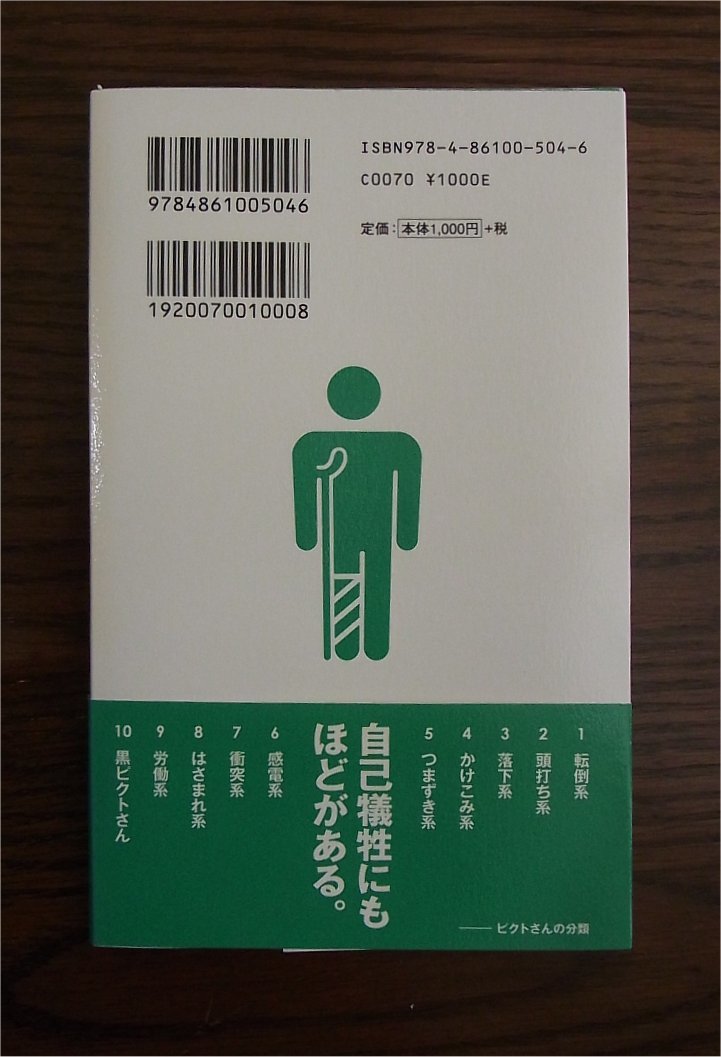 ISBN978-4-86100-504-6
C0070 ¥1000E
定価：本体1,000円+税
9784861005046
1920070010008
1 転倒系
2 頭打ち系
3 落下系
4 かけこみ系
5 つまずき系
自己犠牲にも
ほどがある。
6 感電系
7 衝突系
8 はさまれ系
9 労働系
10 黒ピクトさん
——ピクトさんの分類